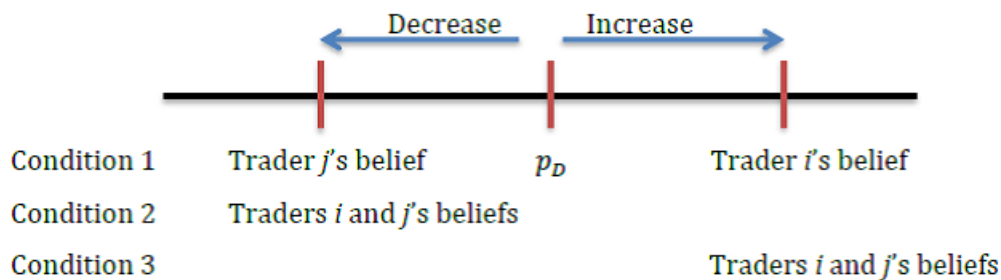 Decrease Increase
Condition 1 Trader j's belief p_D Trader i's belief
Condition 2 Traders i and j's beliefs
Condition 3 Traders i and j's beliefs